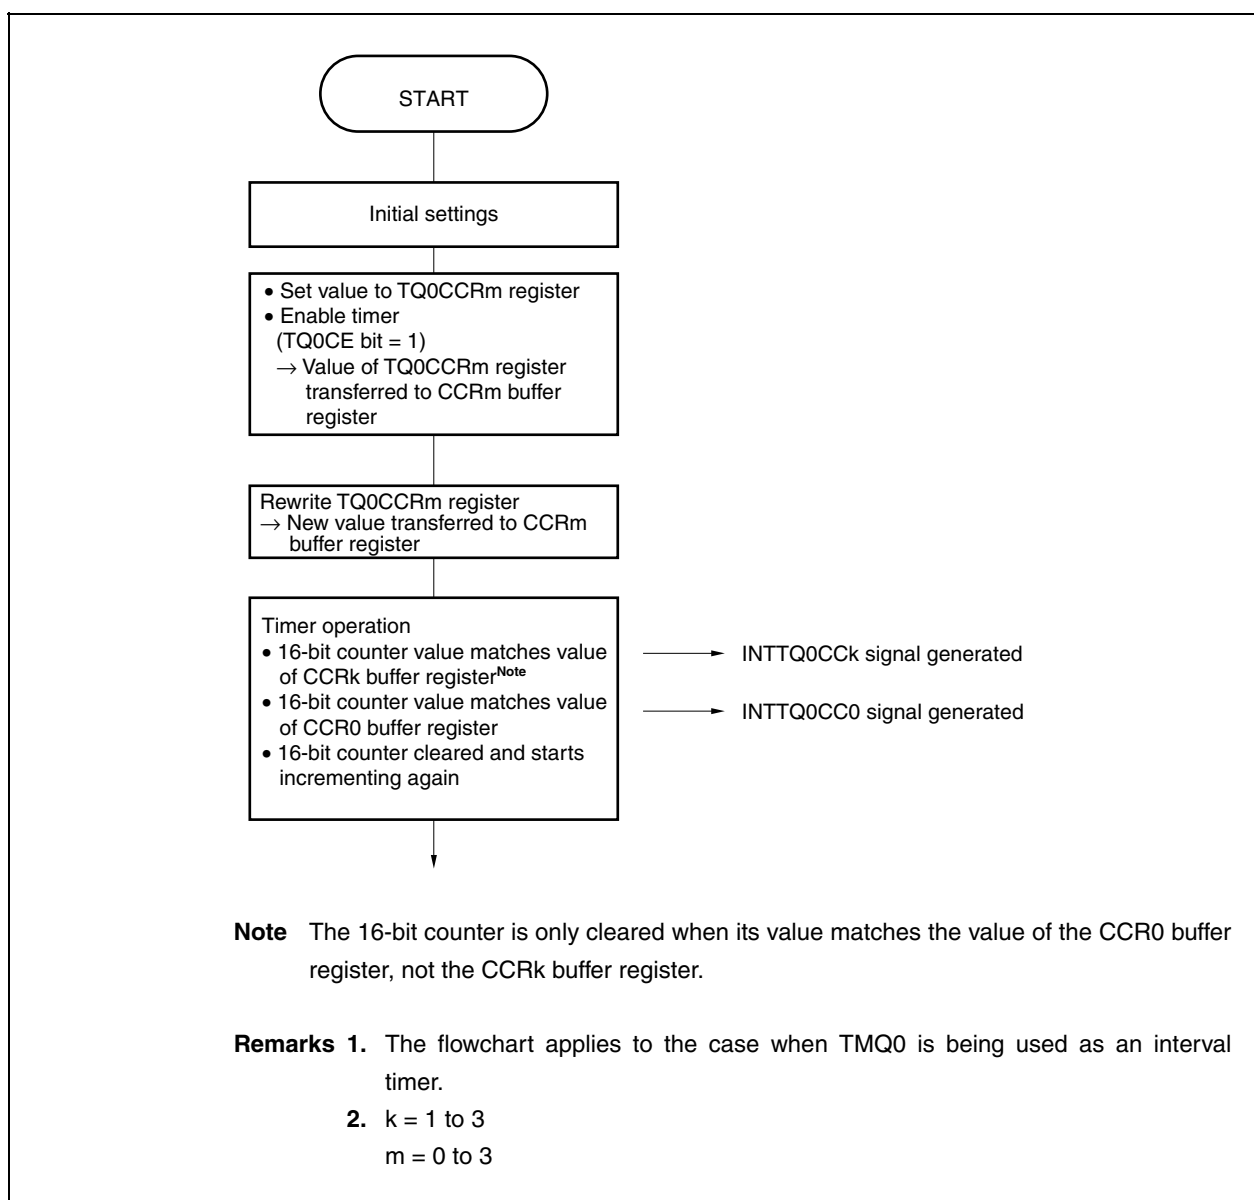 START
Initial settings
• Set value to TQ0CCRm register
• Enable timer
(TQ0CE bit = 1)
→ Value of TQ0CCRm register
transferred to CCRm buffer
register
Rewrite TQ0CCRm register
→ New value transferred to CCRm
buffer register
Timer operation
• 16-bit counter value matches value
of CCRk buffer registerNote
• 16-bit counter value matches value
of CCR0 buffer register
• 16-bit counter cleared and starts
incrementing again
INTTQ0CCk signal generated
INTTQ0CC0 signal generated
Note The 16-bit counter is only cleared when its value matches the value of the CCR0 buffer
register, not the CCRk buffer register.
Remarks 1. The flowchart applies to the case when TMQ0 is being used as an interval
timer.
2. k = 1 to 3
m = 0 to 3